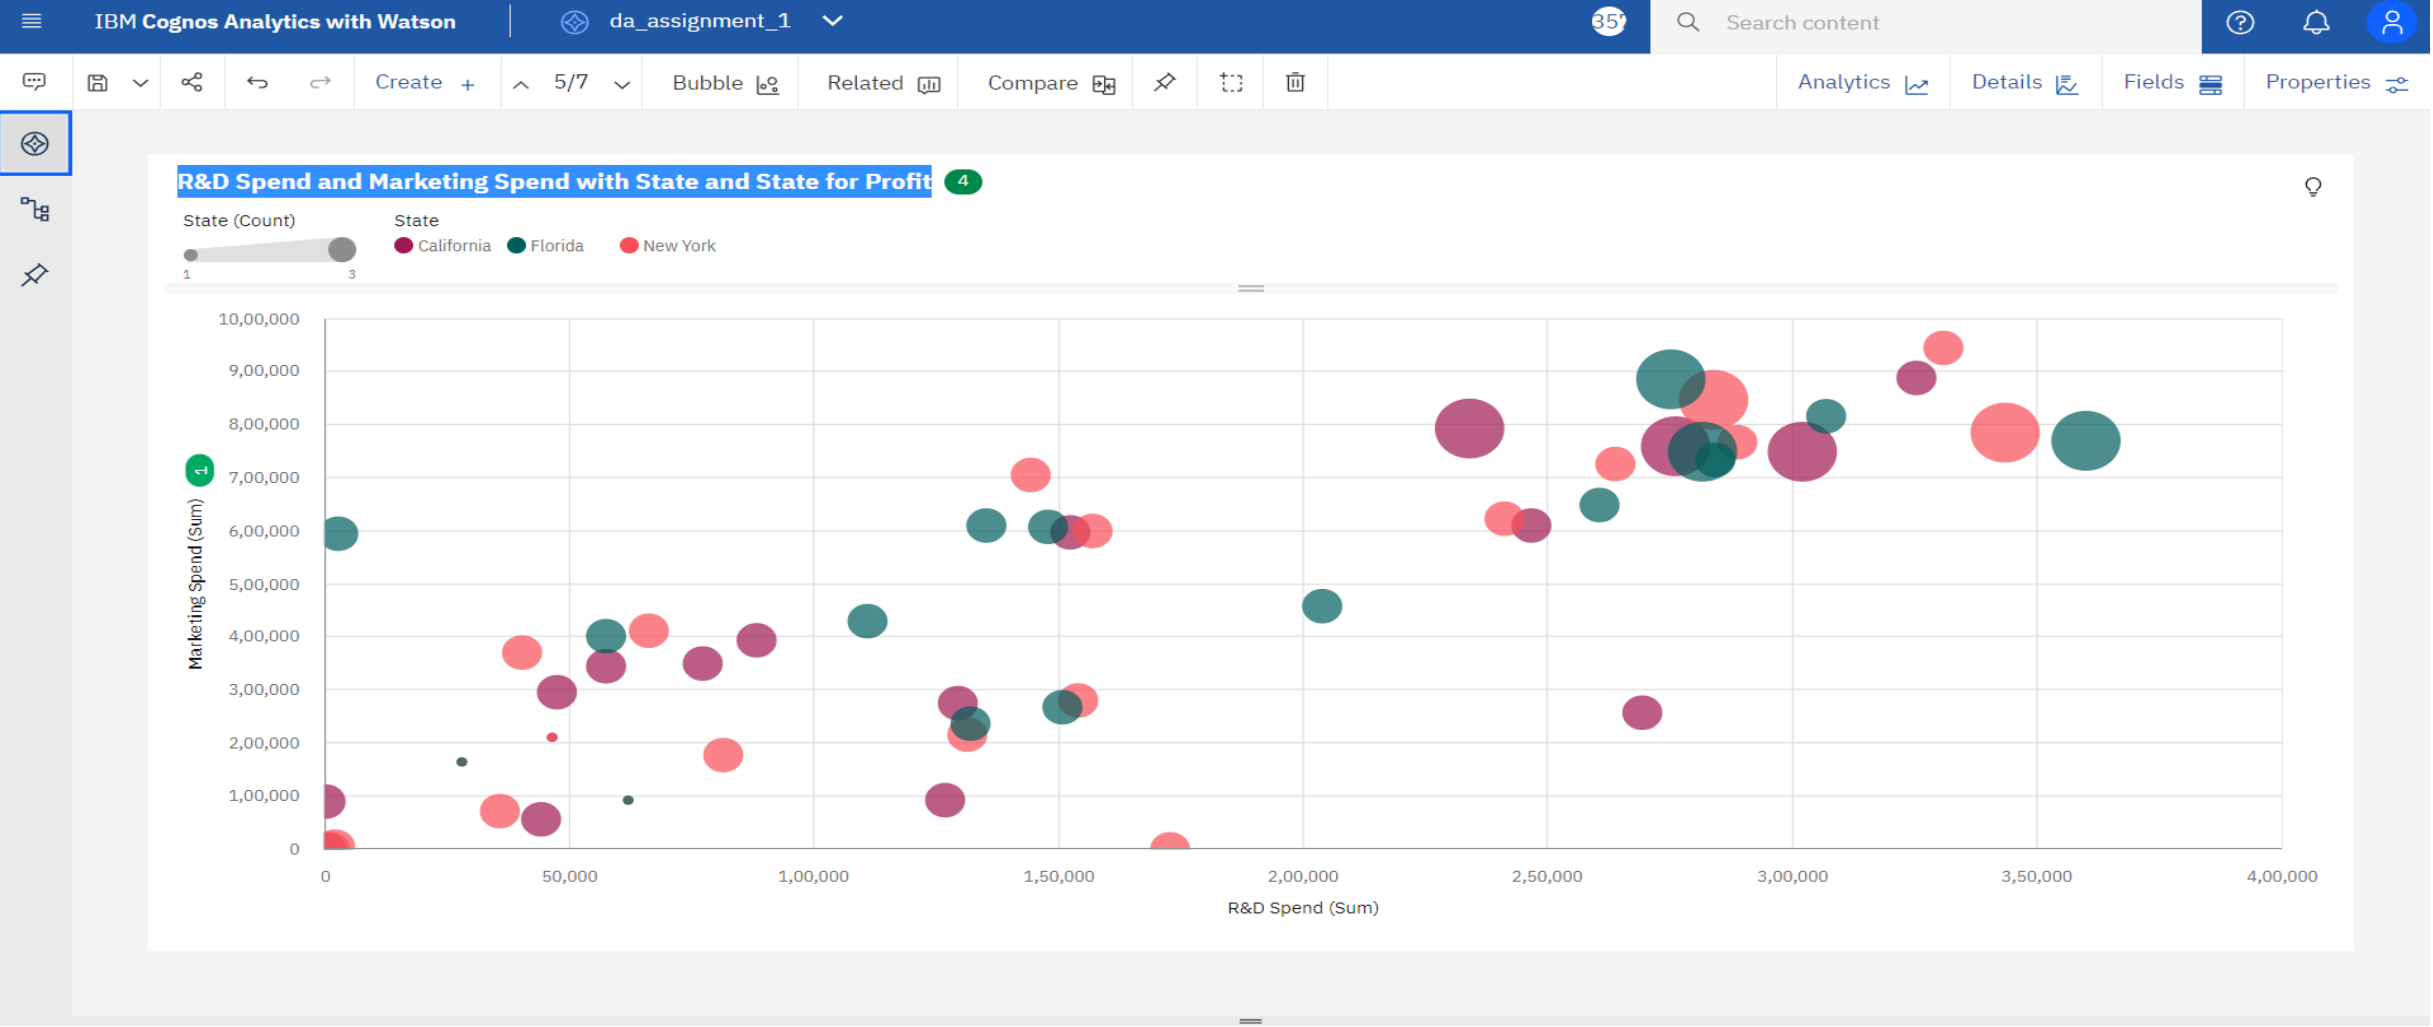 IBM Cognos Analytics with Watson
da_assignment_1
357
Search content
Create +
5/7
Bubble
Related
Compare
Analytics
Details
Fields
Properties
R&D Spend and Marketing Spend with State and State for Profit
4
State (Count)
1
3
State
California
Florida
New York
10,00,000
9,00,000
8,00,000
7,00,000
6,00,000
5,00,000
4,00,000
3,00,000
2,00,000
1,00,000
0
1
Marketing Spend (Sum)
0
50,000
1,00,000
1,50,000
2,00,000
2,50,000
3,00,000
3,50,000
4,00,000
R&D Spend (Sum)